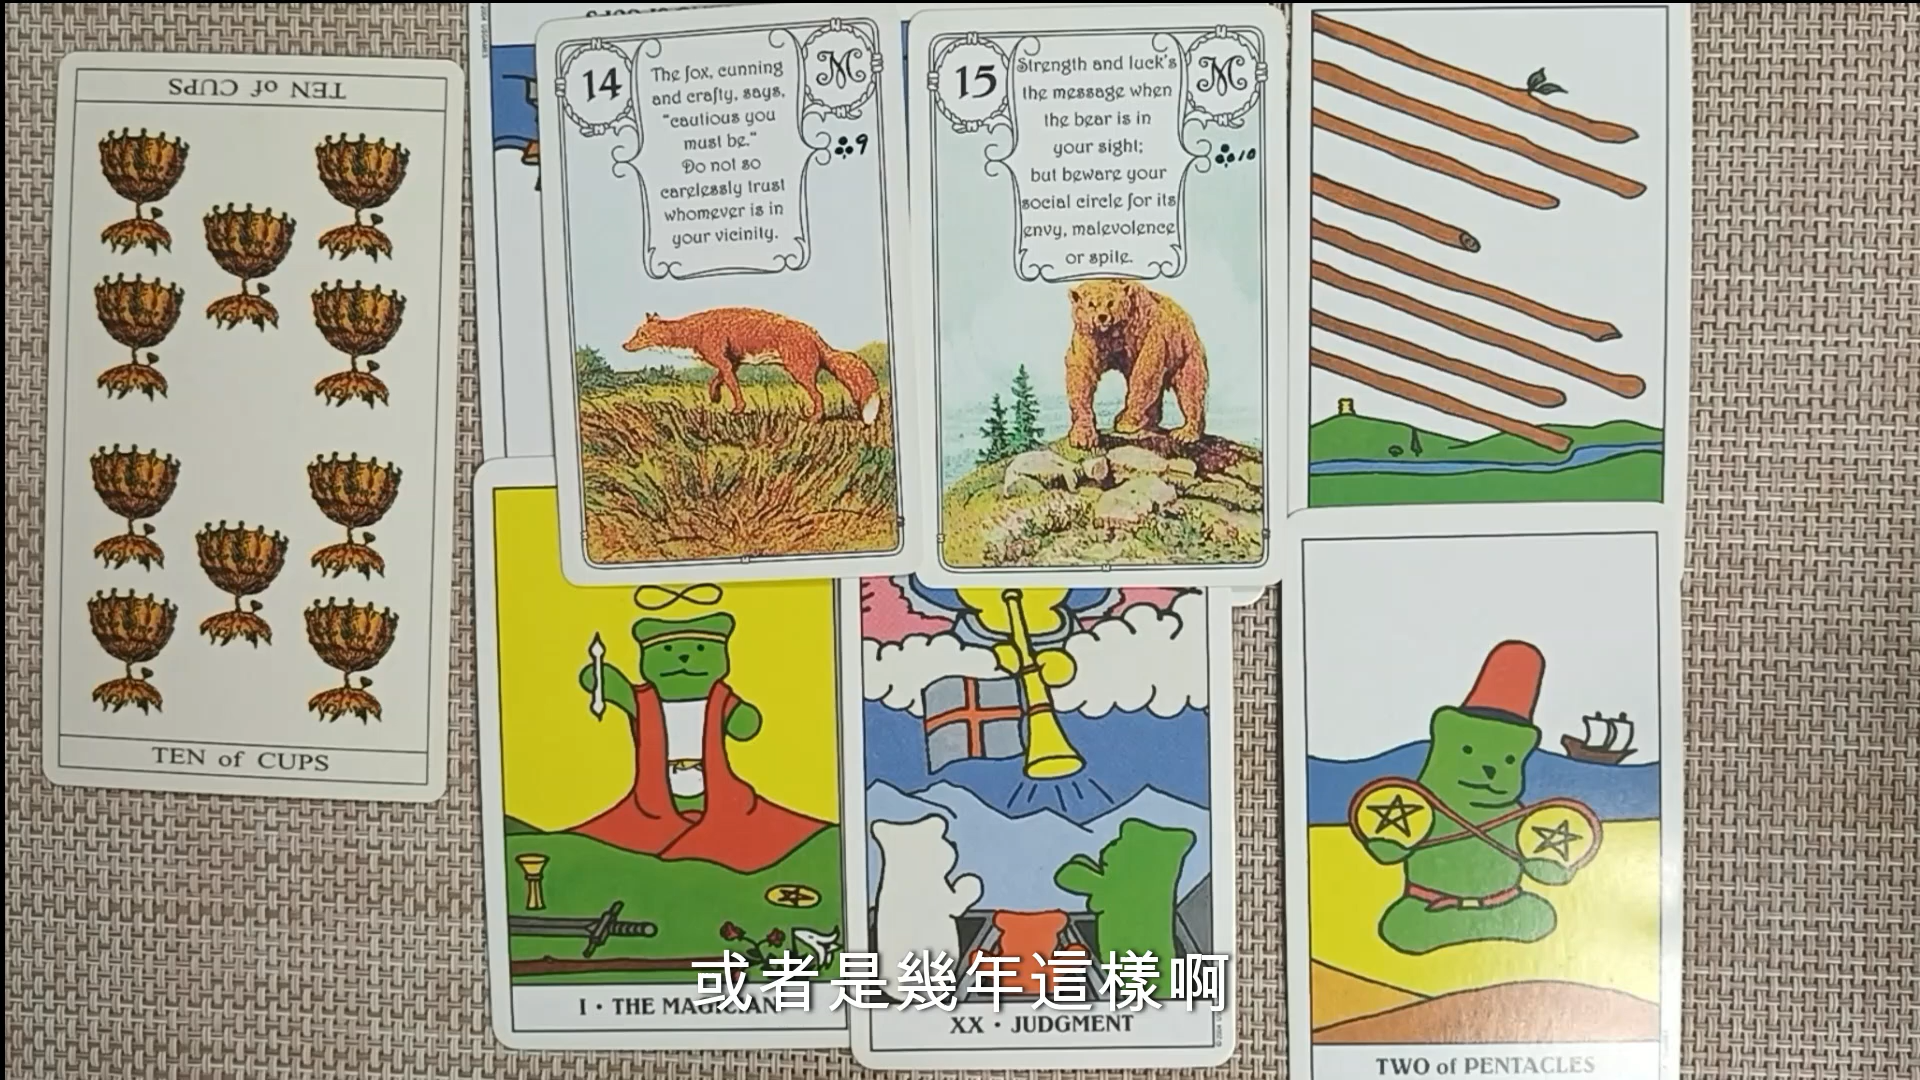 TEN of CUPS
TEN of CUPS
14
The fox, cunning
and crafty, says,
"cautious you
must be."
Do not so
carelessly trust
whomever is in
your vicinity.
M
♣9
15
Strength and luck's
the message when
the bear is in
your sight;
but beware your
social circle for its
envy, malevolence
or spite.
M
♣10
I • THE MAGICIAN
XX • JUDGMENT
TWO of PENTACLES
或者是幾年這樣啊